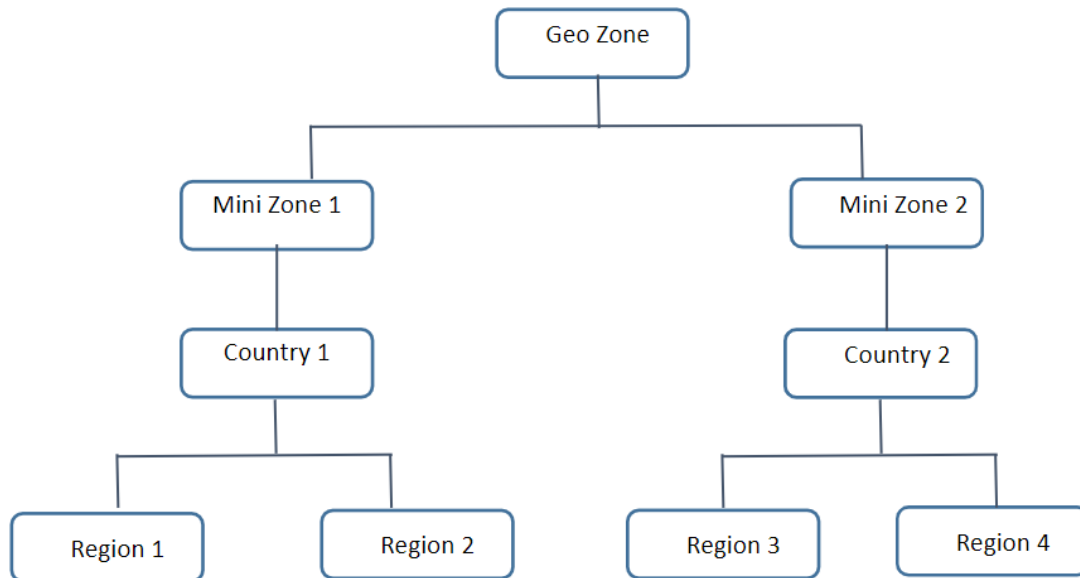 Geo Zone
Mini Zone 1
Mini Zone 2
Country 1
Country 2
Region 1
Region 2
Region 3
Region 4